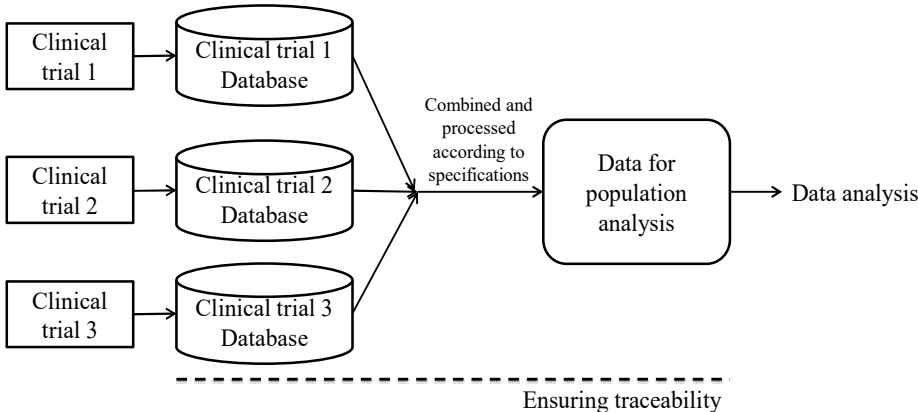 Clinical
trial 1
Clinical trial 1
Database
Clinical
trial 2
Clinical trial 2
Database
Clinical
trial 3
Clinical trial 3
Database
Combined and
processed
according to
specifications
Data for
population
analysis
Data analysis
Ensuring traceability